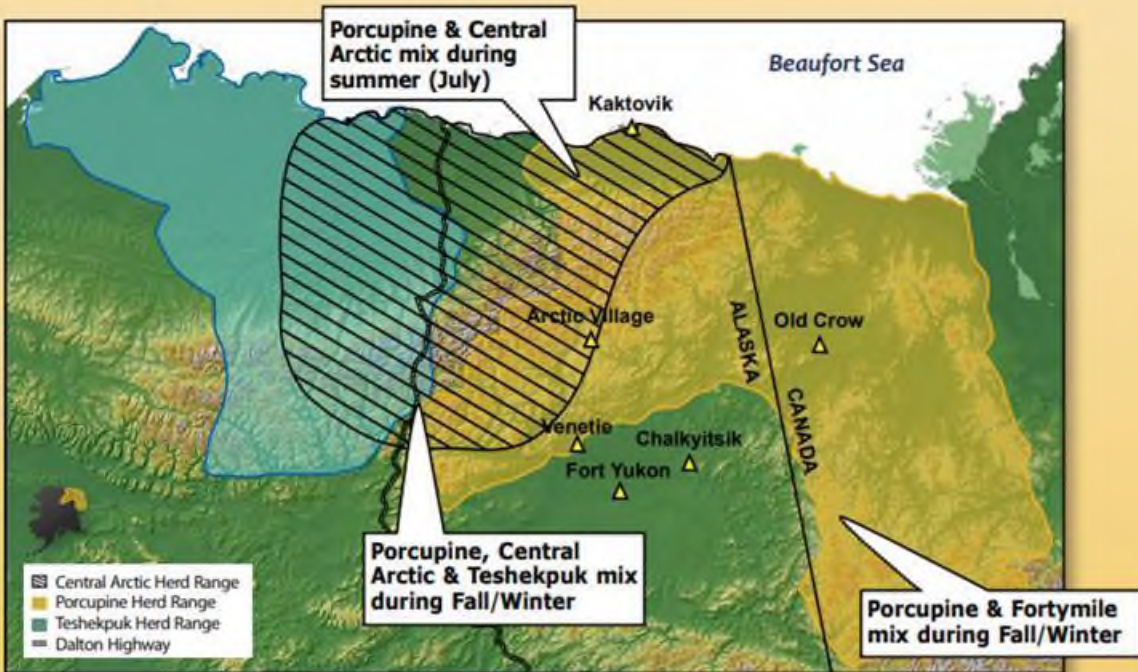 Porcupine & Central
Arctic mix during
summer (July)
Beaufort Sea
Kaktovik
Arctic Village
ALASKA
CANADA
Old Crow
Venetie
Chalkyitsik
Fort Yukon
Porcupine, Central
Arctic & Teshekpuk mix
during Fall/Winter
Porcupine & Fortymile
mix during Fall/Winter
Central Arctic Herd Range
Porcupine Herd Range
Teshekpuk Herd Range
Dalton Highway